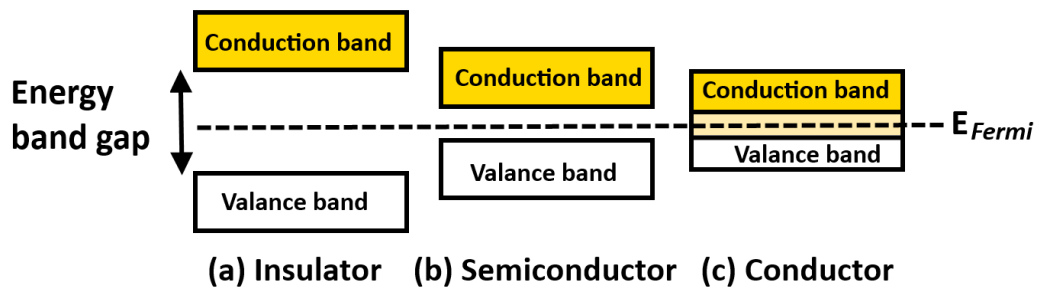 Conduction band
Conduction band
Conduction band
Energy
band gap
E Fermi
Valance band
Valance band
Valance band
(a) Insulator
(b) Semiconductor
(c) Conductor